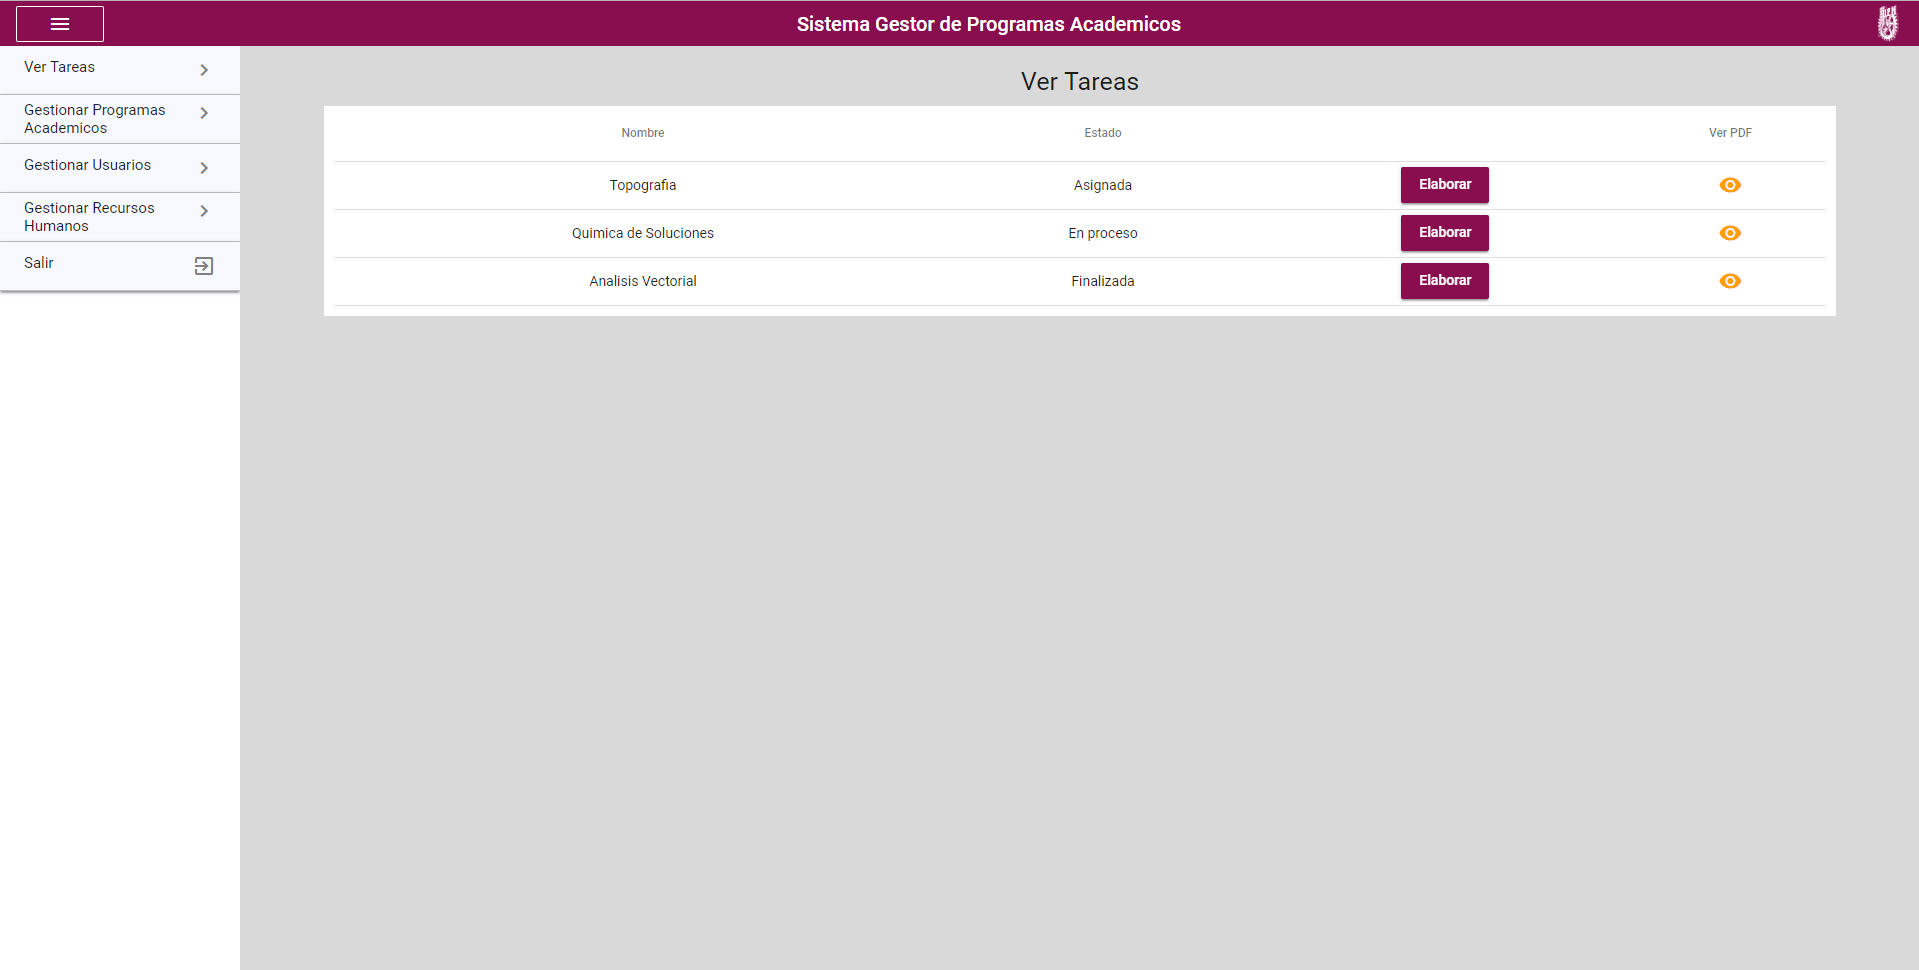 Sistema Gestor de Programas Academicos
Ver Tareas
Gestionar Programas
Academicos
Gestionar Usuarios
Gestionar Recursos
Humanos
Salir
Ver Tareas
Nombre Estado Ver PDF
Topografia Asignada Elaborar
Quimica de Soluciones En proceso Elaborar
Analisis Vectorial Finalizada Elaborar